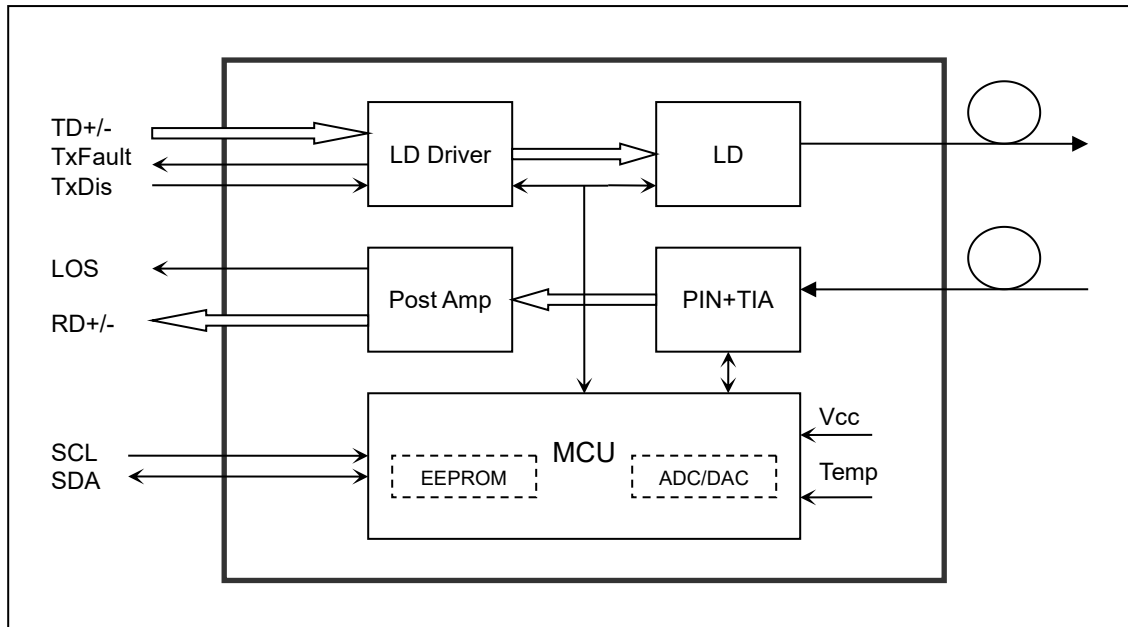 TD+/-
TxFault
TxDis
LD Driver
LD
LOS
RD+/-
Post Amp
PIN+TIA
SCL
SDA
MCU
EEPROM
ADC/DAC
Vcc
Temp